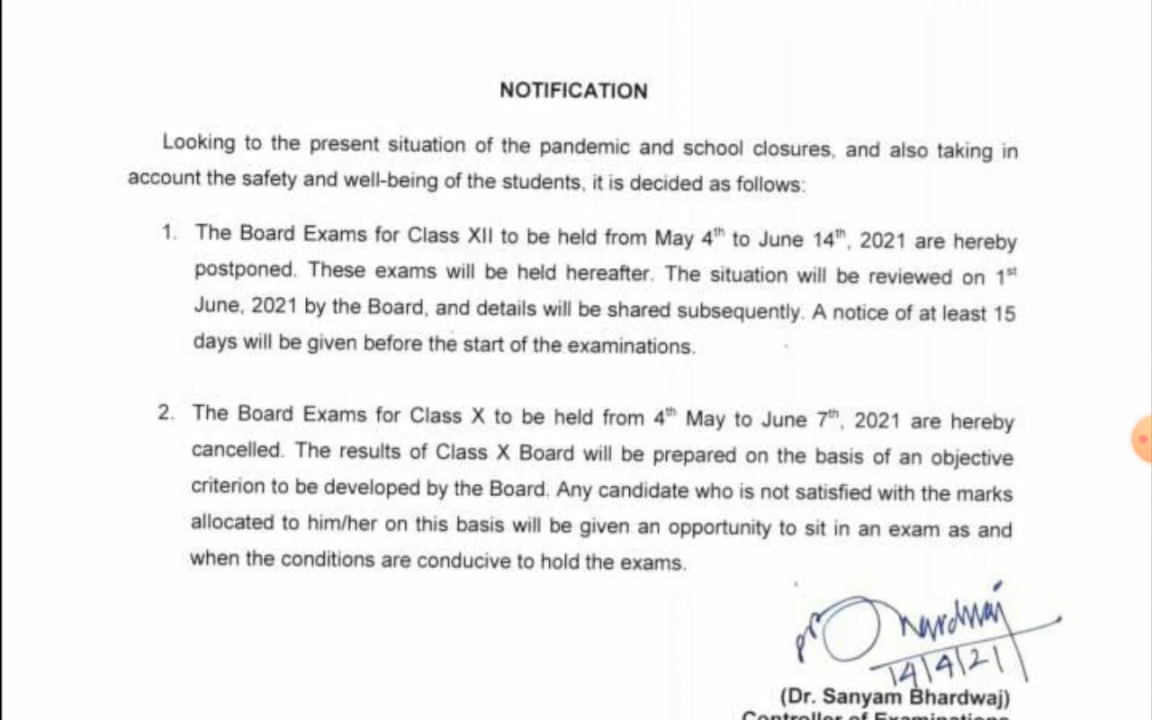 NOTIFICATION
Looking to the present situation of the pandemic and school closures, and also taking in
account the safety and well-being of the students, it is decided as follows:
1. The Board Exams for Class XII to be held from May 4th to June 14th, 2021 are hereby
postponed. These exams will be held hereafter. The situation will be reviewed on 1st
June, 2021 by the Board, and details will be shared subsequently. A notice of at least 15
days will be given before the start of the examinations.
2. The Board Exams for Class X to be held from 4th May to June 7th, 2021 are hereby
cancelled. The results of Class X Board will be prepared on the basis of an objective
criterion to be developed by the Board. Any candidate who is not satisfied with the marks
allocated to him/her on this basis will be given an opportunity to sit in an exam as and
when the conditions are conducive to hold the exams.
14/4/21
(Dr. Sanyam Bhardwaj)
Controller of Examinations